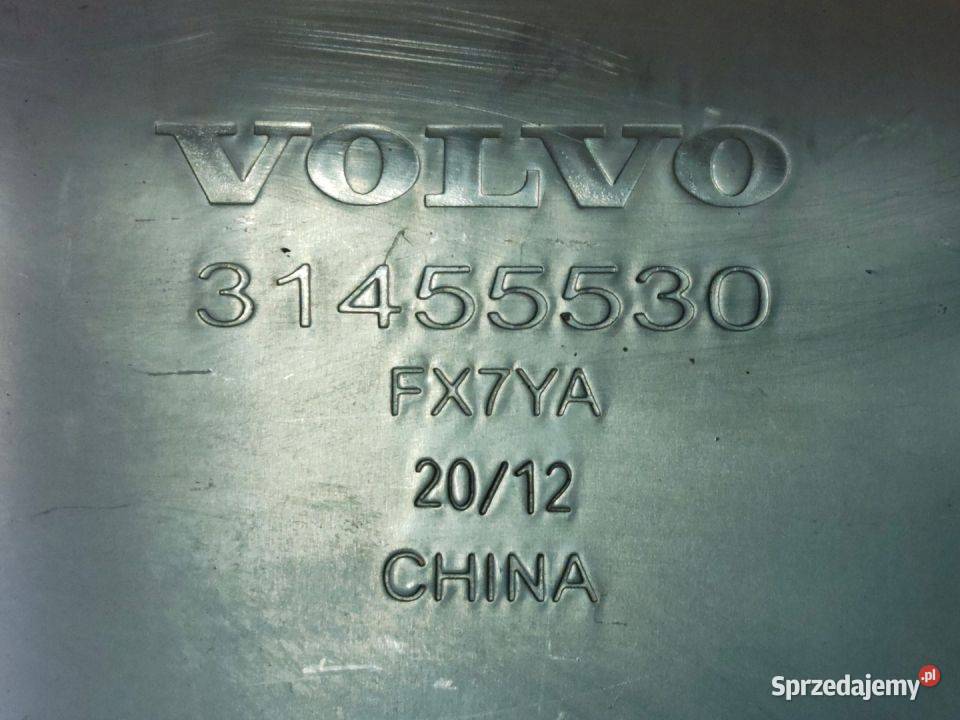 VOLVO
31455530
FX7YA
20/12
CHINA
Sprzedajemy.pl